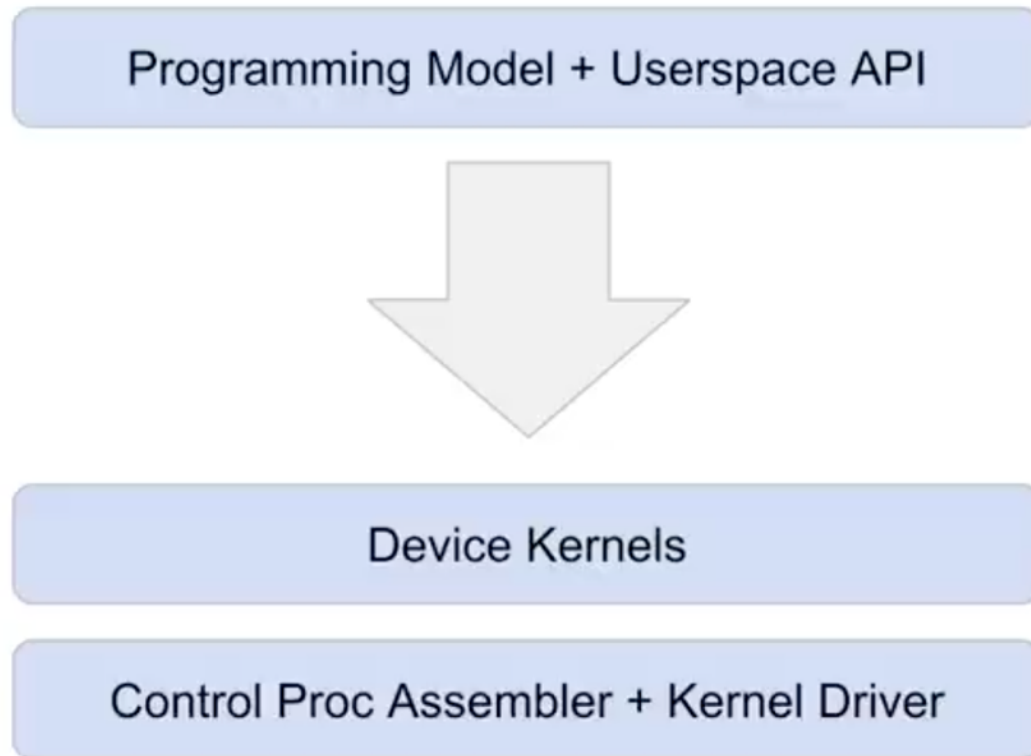 Programming Model + Userspace API
Device Kernels
Control Proc Assembler + Kernel Driver